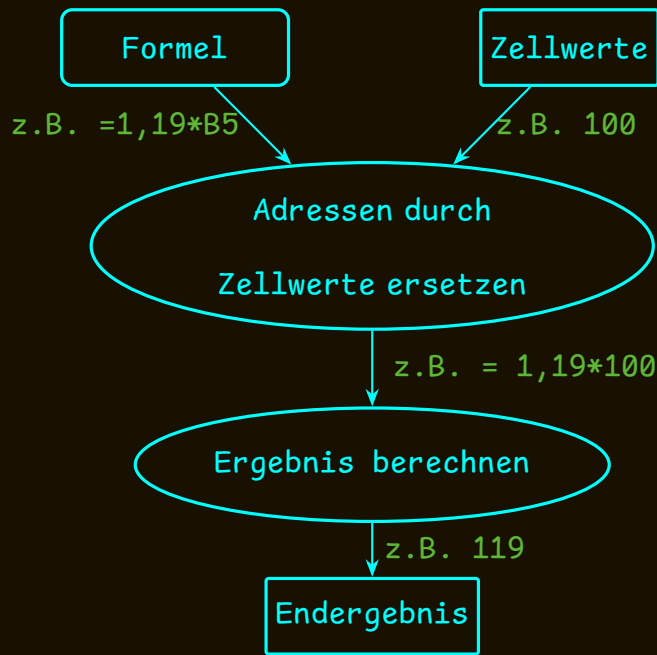 Formel
Zellwerte
z.B. =1,19*B5
z.B. 100
Adressen durch
Zellwerte ersetzen
z.B. = 1,19*100
Ergebnis berechnen
z.B. 119
Endergebnis